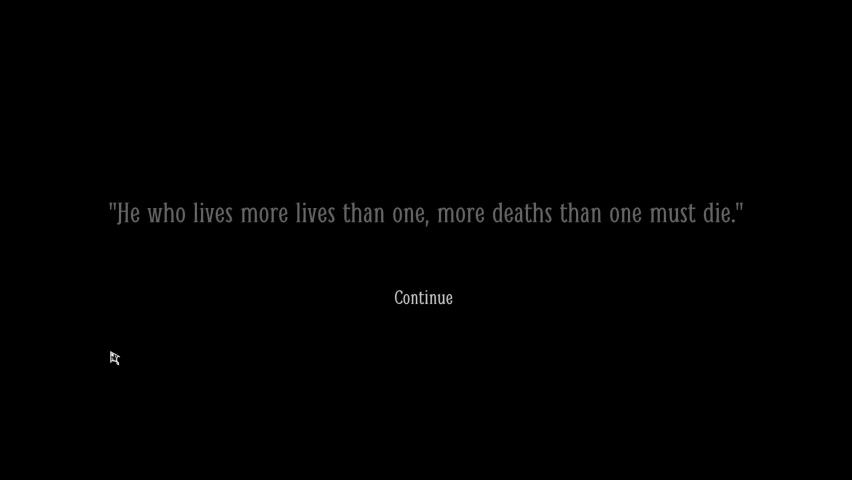 "He who lives more lives than one, more deaths than one must die."
Continue